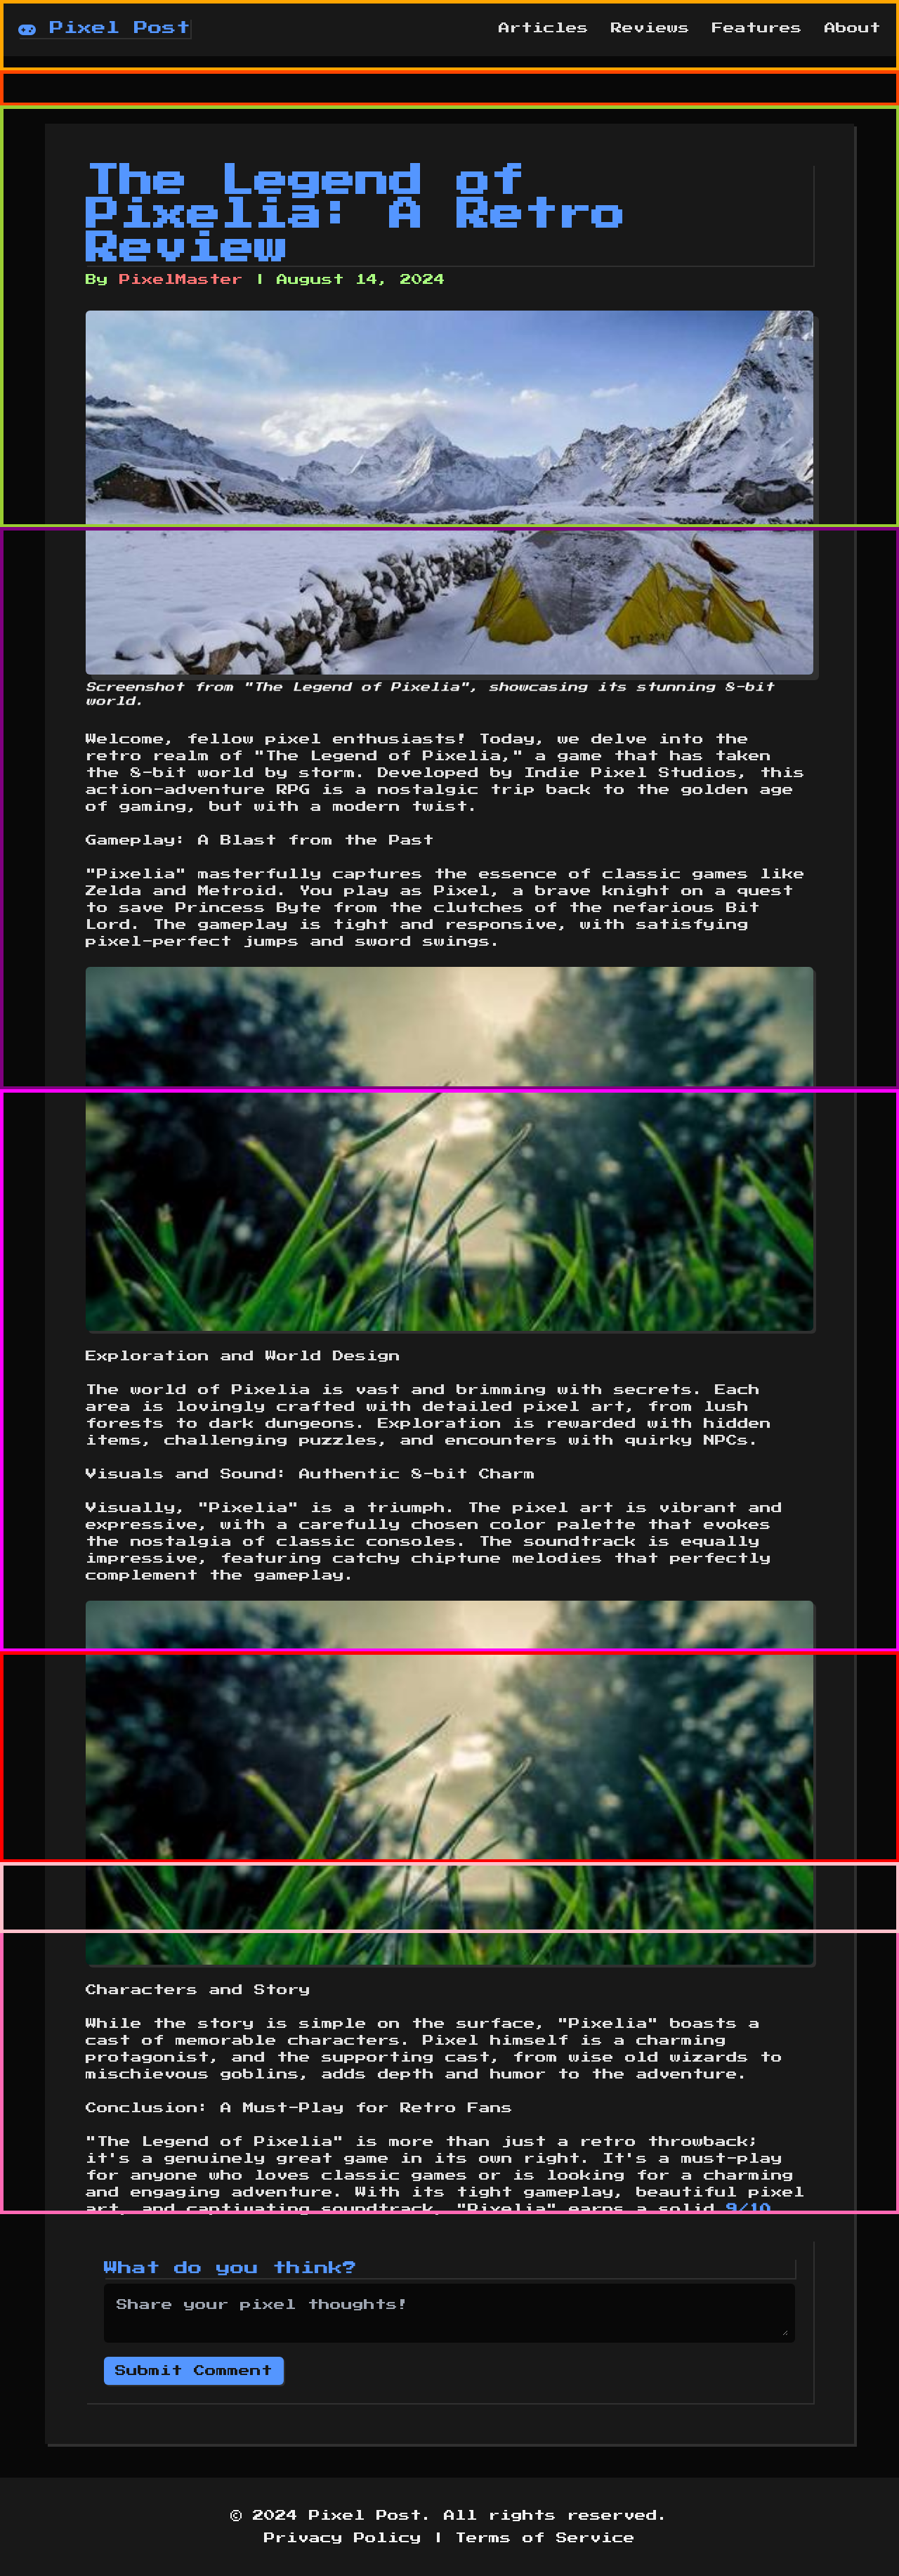 Pixel Post
Articles Reviews Features About
The Legend of
Pixelia: A Retro
Review
By PixelMaster | August 14, 2024
Screenshot from "The Legend of Pixelia", showcasing its stunning 8-bit
world.
Welcome, fellow pixel enthusiasts! Today, we delve into the
retro realm of "The Legend of Pixelia," a game that has taken
the 8-bit world by storm. Developed by Indie Pixel Studios, this
action-adventure RPG is a nostalgic trip back to the golden age
of gaming, but with a modern twist.
Gameplay: A Blast from the Past
"Pixelia" masterfully captures the essence of classic games like
Zelda and Metroid. You play as Pixel, a brave knight on a quest
to save Princess Byte from the clutches of the nefarious Bit
Lord. The gameplay is tight and responsive, with satisfying
pixel-perfect jumps and sword swings.
Exploration and World Design
The world of Pixelia is vast and brimming with secrets. Each
area is lovingly crafted with detailed pixel art, from lush
forests to dark dungeons. Exploration is rewarded with hidden
items, challenging puzzles, and encounters with quirky NPCs.
Visuals and Sound: Authentic 8-bit Charm
Visually, "Pixelia" is a triumph. The pixel art is vibrant and
expressive, with a carefully chosen color palette that evokes
the nostalgia of classic consoles. The soundtrack is equally
impressive, featuring catchy chiptune melodies that perfectly
complement the gameplay.
Characters and Story
While the story is simple on the surface, "Pixelia" boasts a
cast of memorable characters. Pixel himself is a charming
protagonist, and the supporting cast, from wise old wizards to
mischievous goblins, adds depth and humor to the adventure.
Conclusion: A Must-Play for Retro Fans
"The Legend of Pixelia" is more than just a retro throwback;
it's a genuinely great game in its own right. It's a must-play
for anyone who loves classic games or is looking for a charming
and engaging adventure. With its tight gameplay, beautiful pixel
art, and captivating soundtrack, "Pixelia" earns a solid 9/10
What do you think?
Share your pixel thoughts!
Submit Comment
© 2024 Pixel Post. All rights reserved.
Privacy Policy | Terms of Service